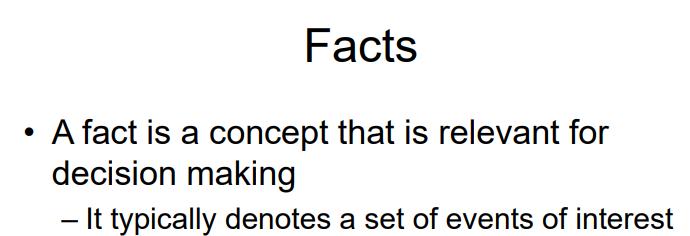 Facts
• A fact is a concept that is relevant for
decision making
– It typically denotes a set of events of interest